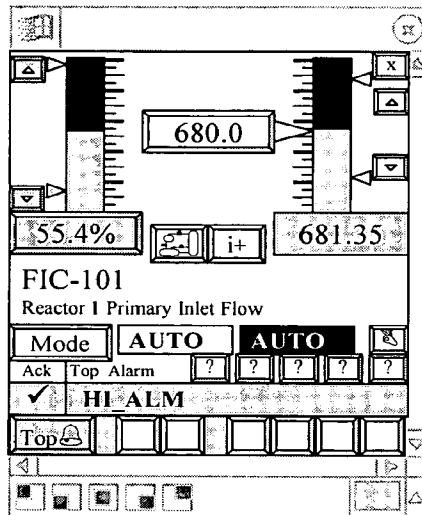 x
680.0
55.4% i+ 681.35
FIC-101
Reactor 1 Primary Inlet Flow
Mode AUTO AUTO
Ack Top Alarm ? ? ? ? ?
HI_ALM
Top